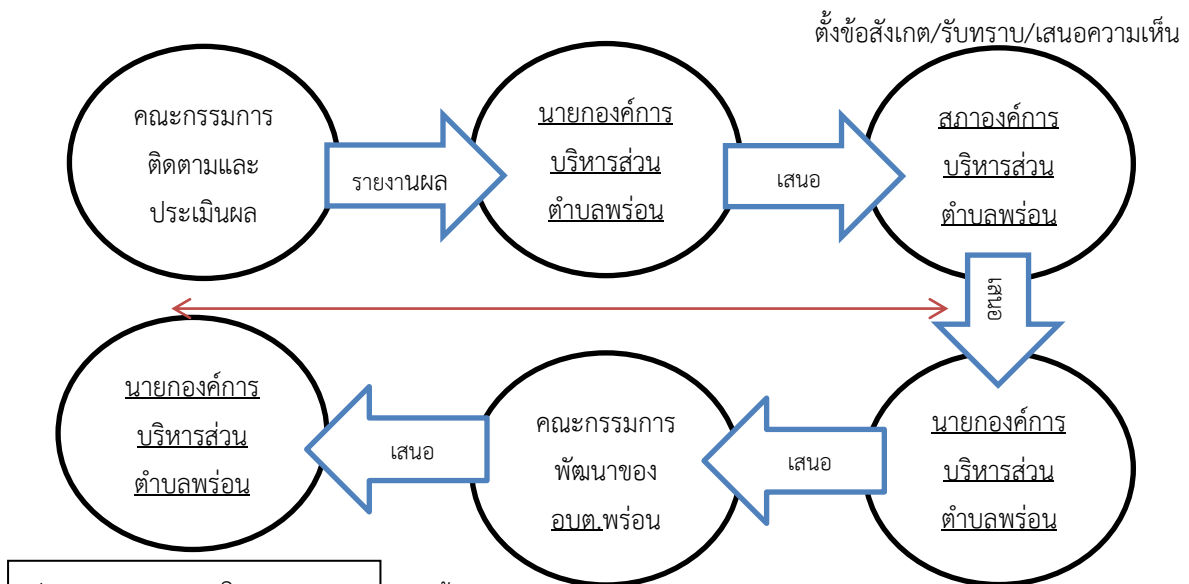 ตั้งข้อสังเกต/รับทราบ/เสนอความเห็น
คณะกรรมการ
ติดตามและ
ประเมินผล
รายงานผล
นายกองค์การ
บริหารส่วน
ตำบลพร่อน
เสนอ
สภาองค์การ
บริหารส่วน
ตำบลพร่อน
เสนอ
นายกองค์การ
บริหารส่วน
ตำบลพร่อน
เสนอ
คณะกรรมการ
พัฒนาของ
อบต.พร่อน
เสนอ
นายกองค์การ
บริหารส่วน
ตำบลพร่อน